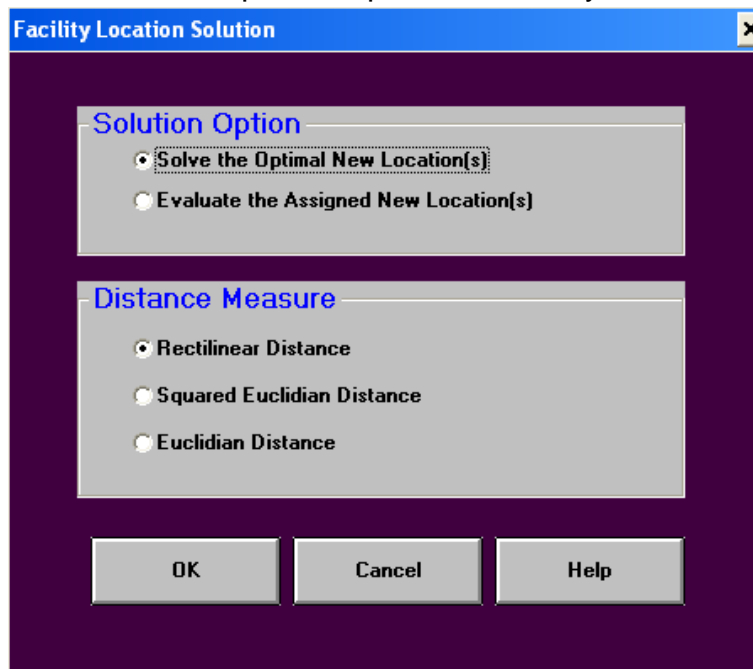 Facility Location Solution
Solution Option
Solve the Optimal New Location(s)
Evaluate the Assigned New Location(s)
Distance Measure
Rectilinear Distance
Squared Euclidian Distance
Euclidian Distance
OK Cancel Help